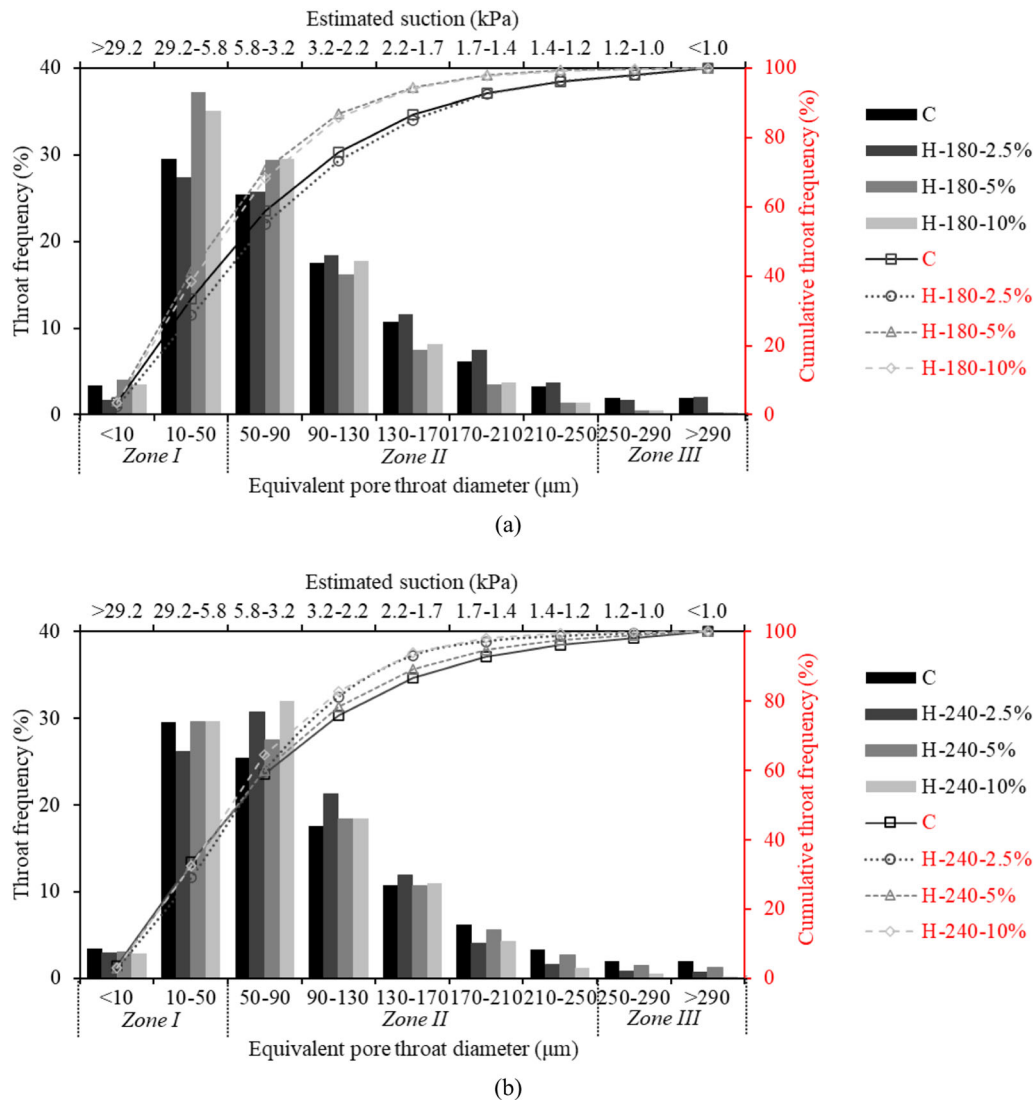 Estimated suction (kPa)
>29.2 29.2-5.8 5.8-3.2 3.2-2.2 2.2-1.7 1.7-1.4 1.4-1.2 1.2-1.0 <1.0
40
30
20
10
0
Throat frequency (%)
100
80
60
40
20
0
Cumulative throat frequency (%)
<10 10-50 50-90 90-130 130-170 170-210 210-250 250-290 >290
Zone I Zone II Zone III
Equivalent pore throat diameter (μm)
C
H-180-2.5%
H-180-5%
H-180-10%
C
H-180-2.5%
H-180-5%
H-180-10%
(a)
Estimated suction (kPa)
>29.2 29.2-5.8 5.8-3.2 3.2-2.2 2.2-1.7 1.7-1.4 1.4-1.2 1.2-1.0 <1.0
40
30
20
10
0
Throat frequency (%)
100
80
60
40
20
0
Cumulative throat frequency (%)
<10 10-50 50-90 90-130 130-170 170-210 210-250 250-290 >290
Zone I Zone II Zone III
Equivalent pore throat diameter (μm)
C
H-240-2.5%
H-240-5%
H-240-10%
C
H-240-2.5%
H-240-5%
H-240-10%
(b)